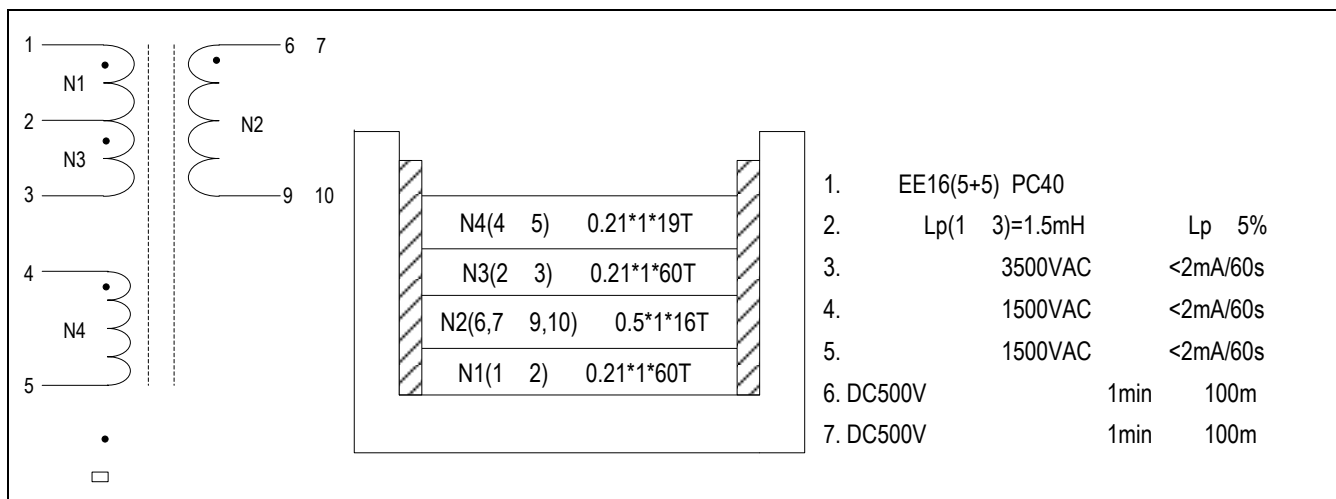 1
N1
2
N3
3
4
N4
5
6 7
N2
9 10
N4(4 5) 0.21*1*19T
N3(2 3) 0.21*1*60T
N2(6,7 9,10) 0.5*1*16T
N1(1 2) 0.21*1*60T
1. EE16(5+5) PC40
2. Lp(1 3)=1.5mH Lp 5%
3. 3500VAC <2mA/60s
4. 1500VAC <2mA/60s
5. 1500VAC <2mA/60s
6. DC500V 1min 100m
7. DC500V 1min 100m